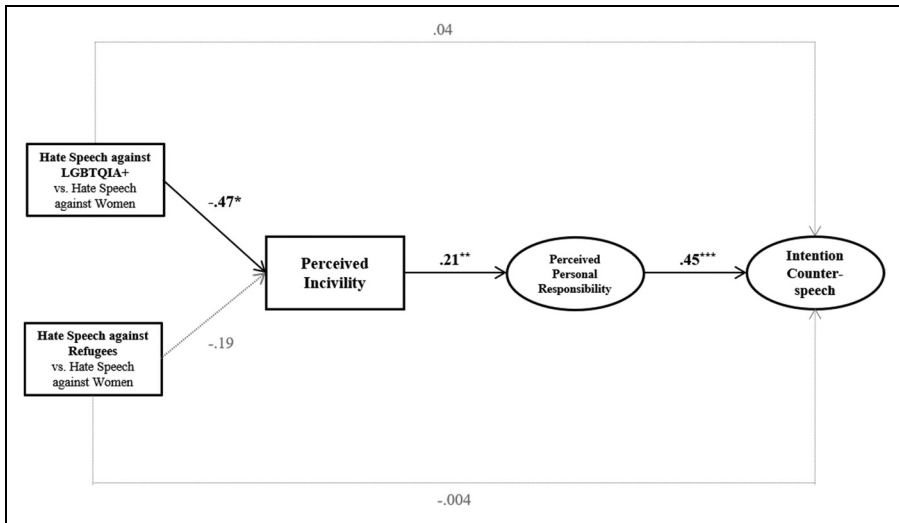 .04
Hate Speech against
LGBTQIA+
vs. Hate Speech
against Women
-.47*
Perceived
Incivility
.21**
Perceived
Personal
Responsibility
.45***
Intention
Counter-
speech
Hate Speech against
Refugees
vs. Hate Speech
against Women
-.19
-.004